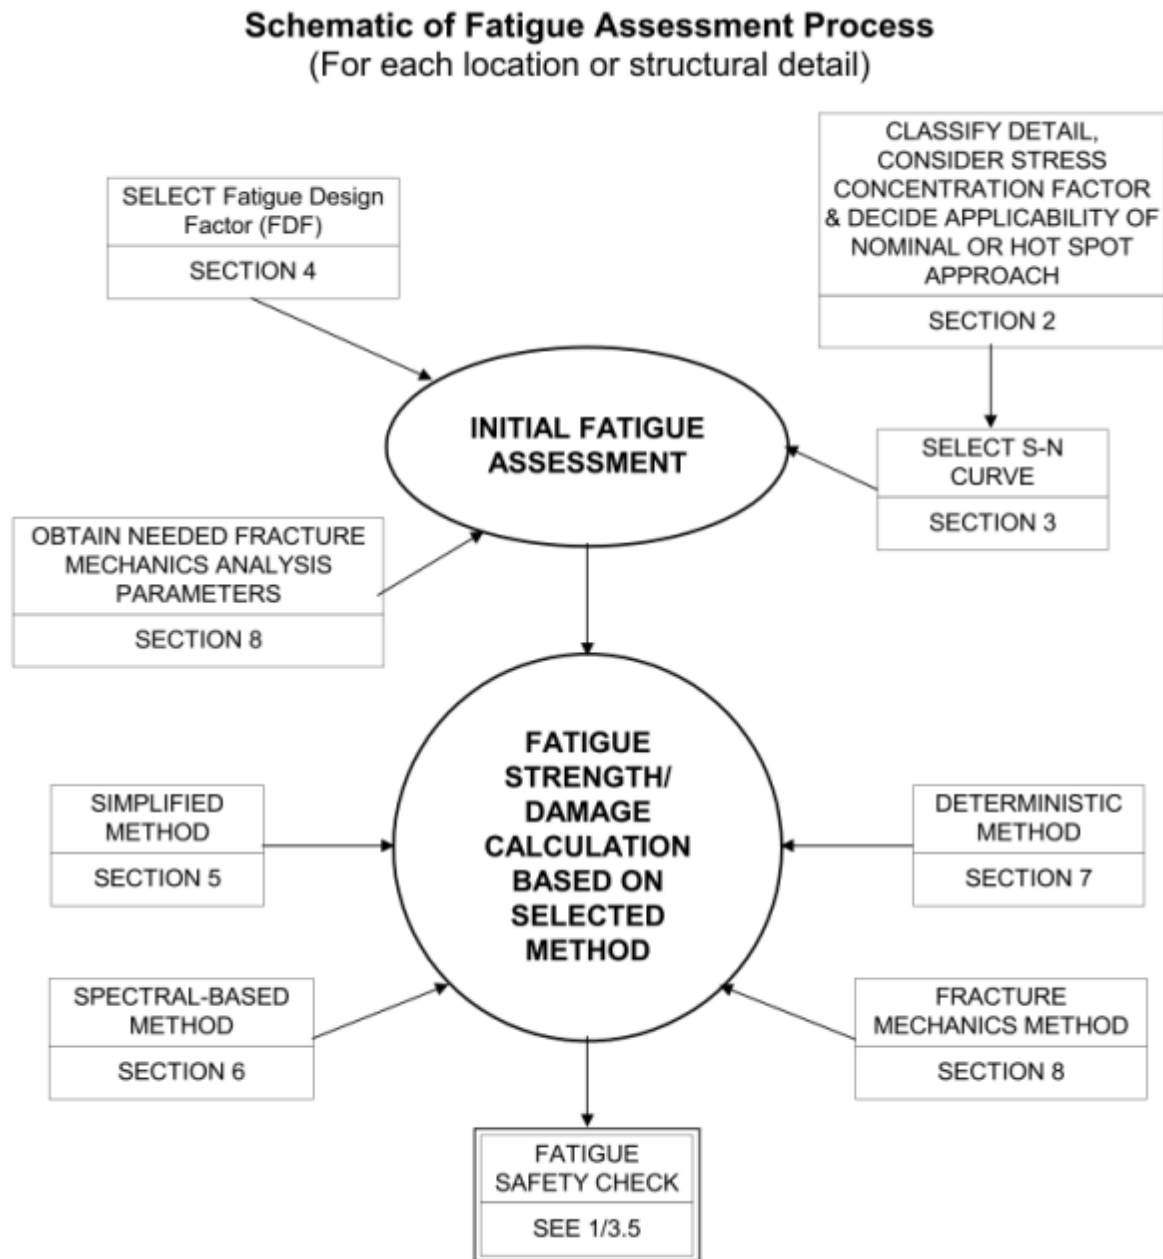 Schematic of Fatigue Assessment Process
(For each location or structural detail)
SELECT Fatigue Design
Factor (FDF)
SECTION 4
CLASSIFY DETAIL,
CONSIDER STRESS
CONCENTRATION FACTOR
& DECIDE APPLICABILITY OF
NOMINAL OR HOT SPOT
APPROACH
SECTION 2
INITIAL FATIGUE
ASSESSMENT
SELECT S-N
CURVE
SECTION 3
OBTAIN NEEDED FRACTURE
MECHANICS ANALYSIS
PARAMETERS
SECTION 8
FATIGUE
STRENGTH/
DAMAGE
CALCULATION
BASED ON
SELECTED
METHOD
SIMPLIFIED
METHOD
SECTION 5
DETERMINISTIC
METHOD
SECTION 7
SPECTRAL-BASED
METHOD
SECTION 6
FRACTURE
MECHANICS METHOD
SECTION 8
FATIGUE
SAFETY CHECK
SEE 1/3.5